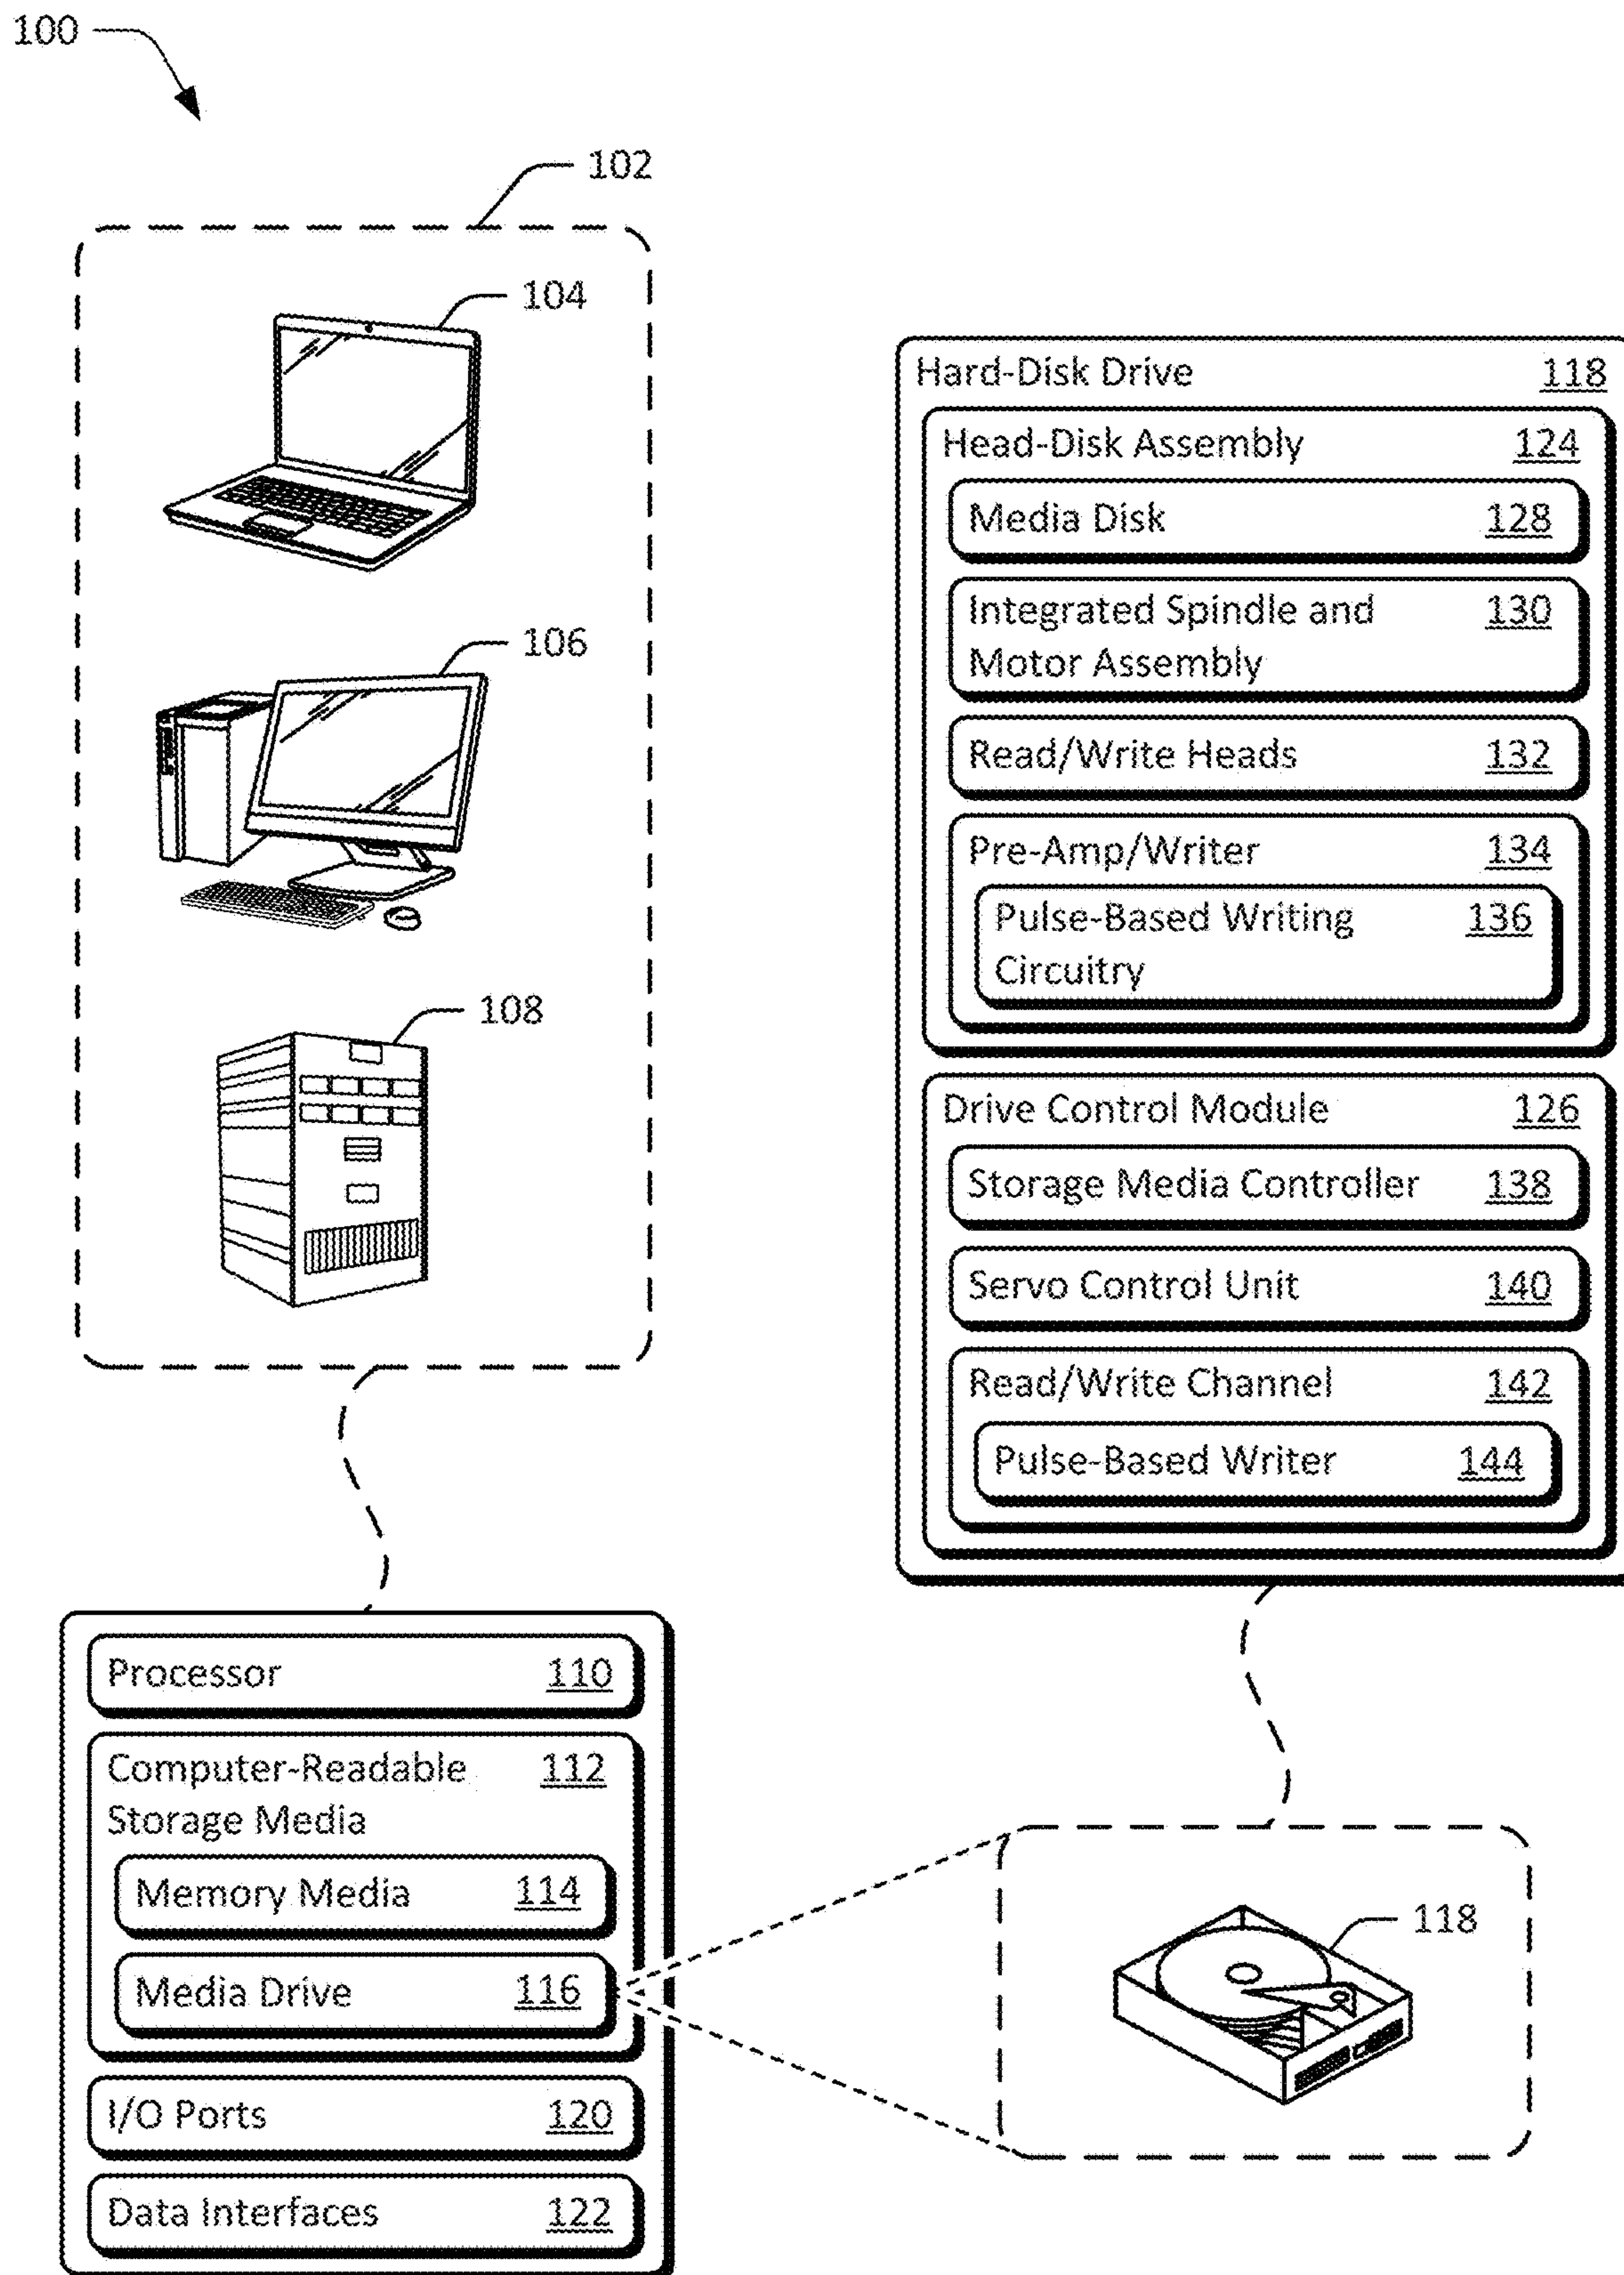 100
102
104
106
108
Hard-Disk Drive 118
Head-Disk Assembly 124
Media Disk 128
Integrated Spindle and 130
Motor Assembly
Read/Write Heads 132
Pre-Amp/Writer 134
Pulse-Based Writing 136
Circuitry
Drive Control Module 126
Storage Media Controller 138
Servo Control Unit 140
Read/Write Channel 142
Pulse-Based Writer 144
Processor 110
Computer-Readable 112
Storage Media
Memory Media 114
Media Drive 116
I/O Ports 120
Data Interfaces 122
118